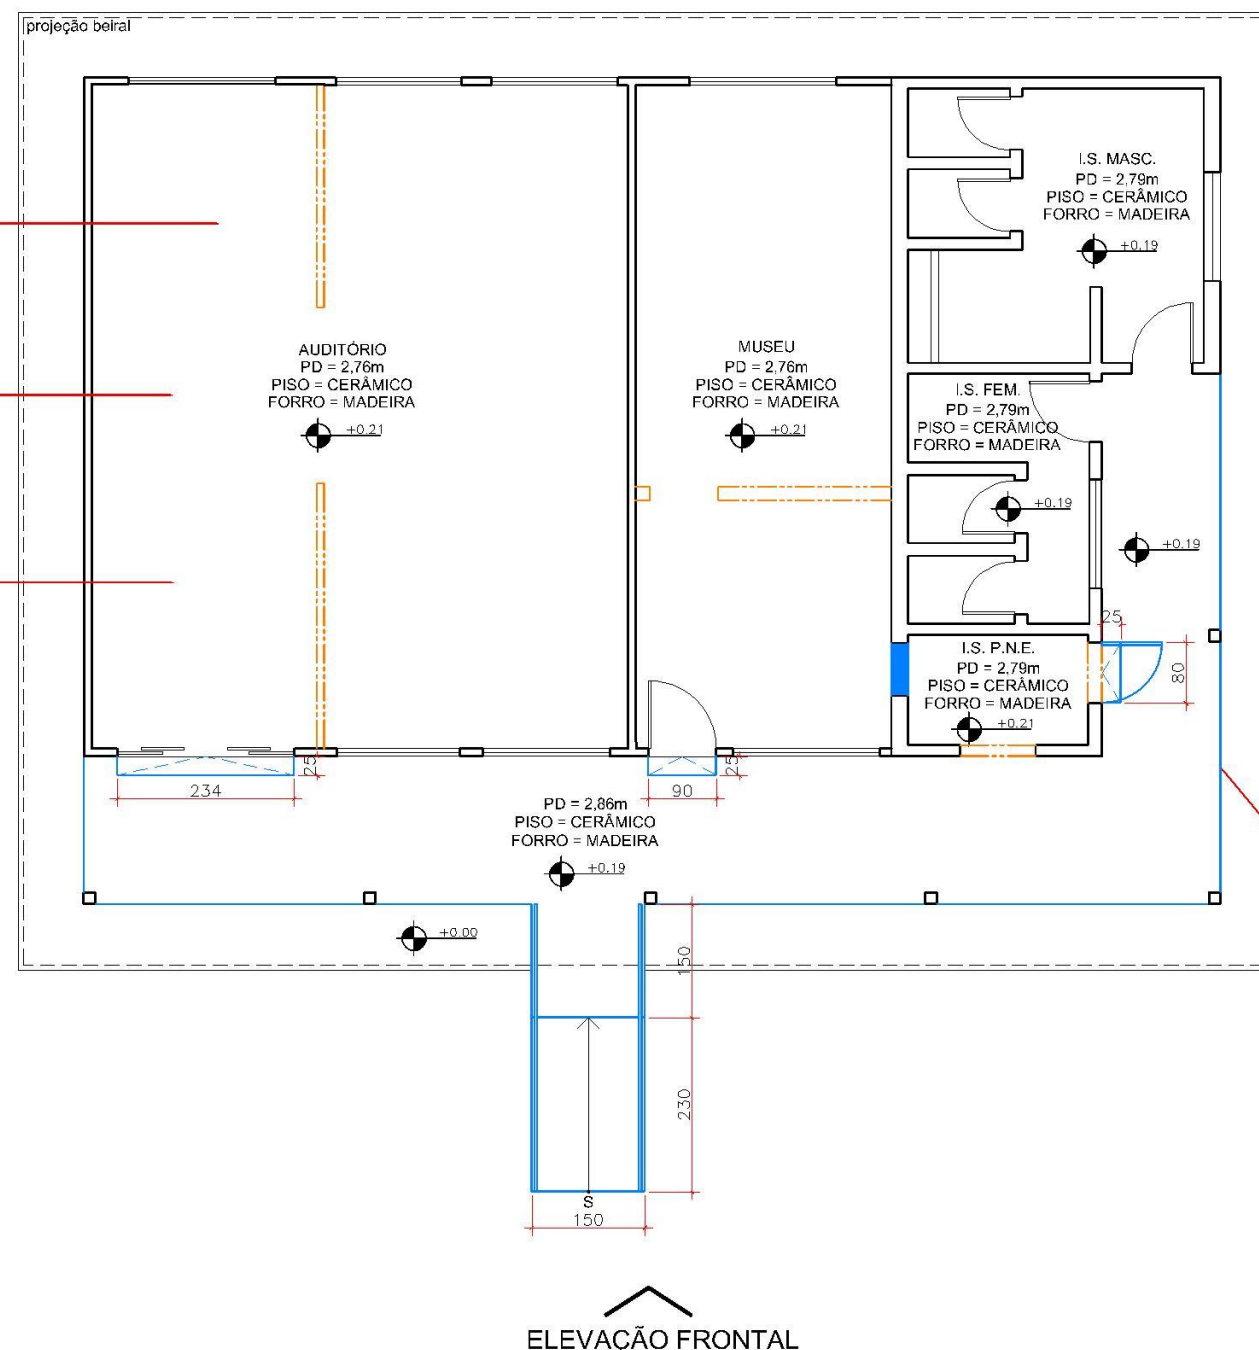 projeção beiral
I.S. MASC.
PD = 2,79m
PISO = CERÂMICO
FORRO = MADEIRA
+0.19
AUDITÓRIO
PD = 2,76m
PISO = CERÂMICO
FORRO = MADEIRA
+0.21
MUSEU
PD = 2,76m
PISO = CERÂMICO
FORRO = MADEIRA
+0.21
I.S. FEM.
PD = 2,79m
PISO = CERÂMICO
FORRO = MADEIRA
+0.19
+0.19
25
80
I.S. P.N.E.
PD = 2,79m
PISO = CERÂMICO
FORRO = MADEIRA
+0.21
25
234
25
90
PD = 2,86m
PISO = CERÂMICO
FORRO = MADEIRA
+0.19
+0.00
150
230
S
150
ELEVAÇÃO FRONTAL